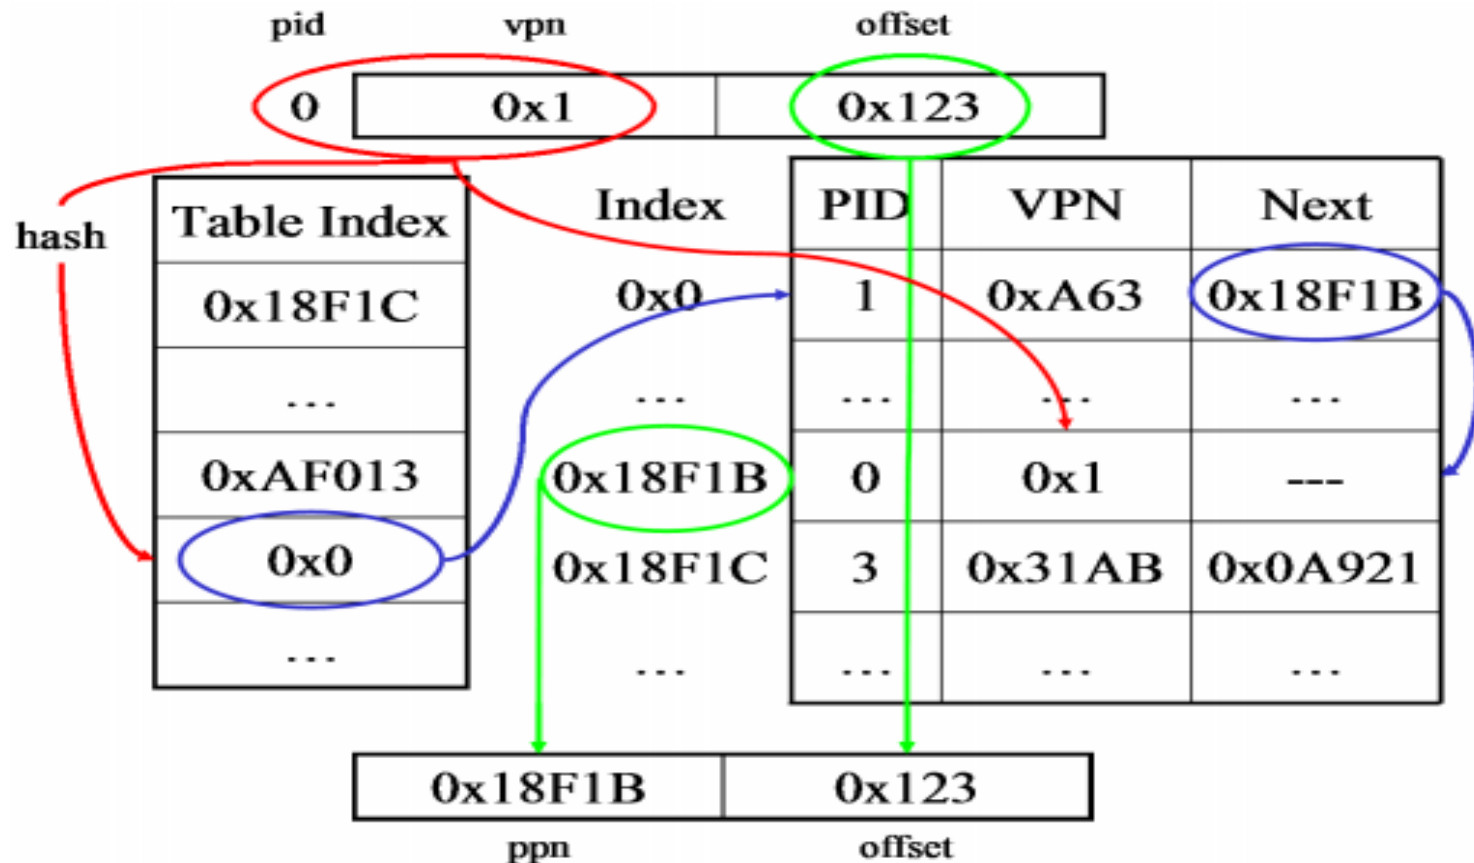 pid vpn offset
0 0x1 0x123
hash
Table Index
0x18F1C
...
0xAF013
0x0
...
Index PID VPN Next
0x0 1 0xA63 0x18F1B
... ... ... ...
0x18F1B 0 0x1 ---
0x18F1C 3 0x31AB 0x0A921
... ... ... ...
0x18F1B 0x123
ppn offset